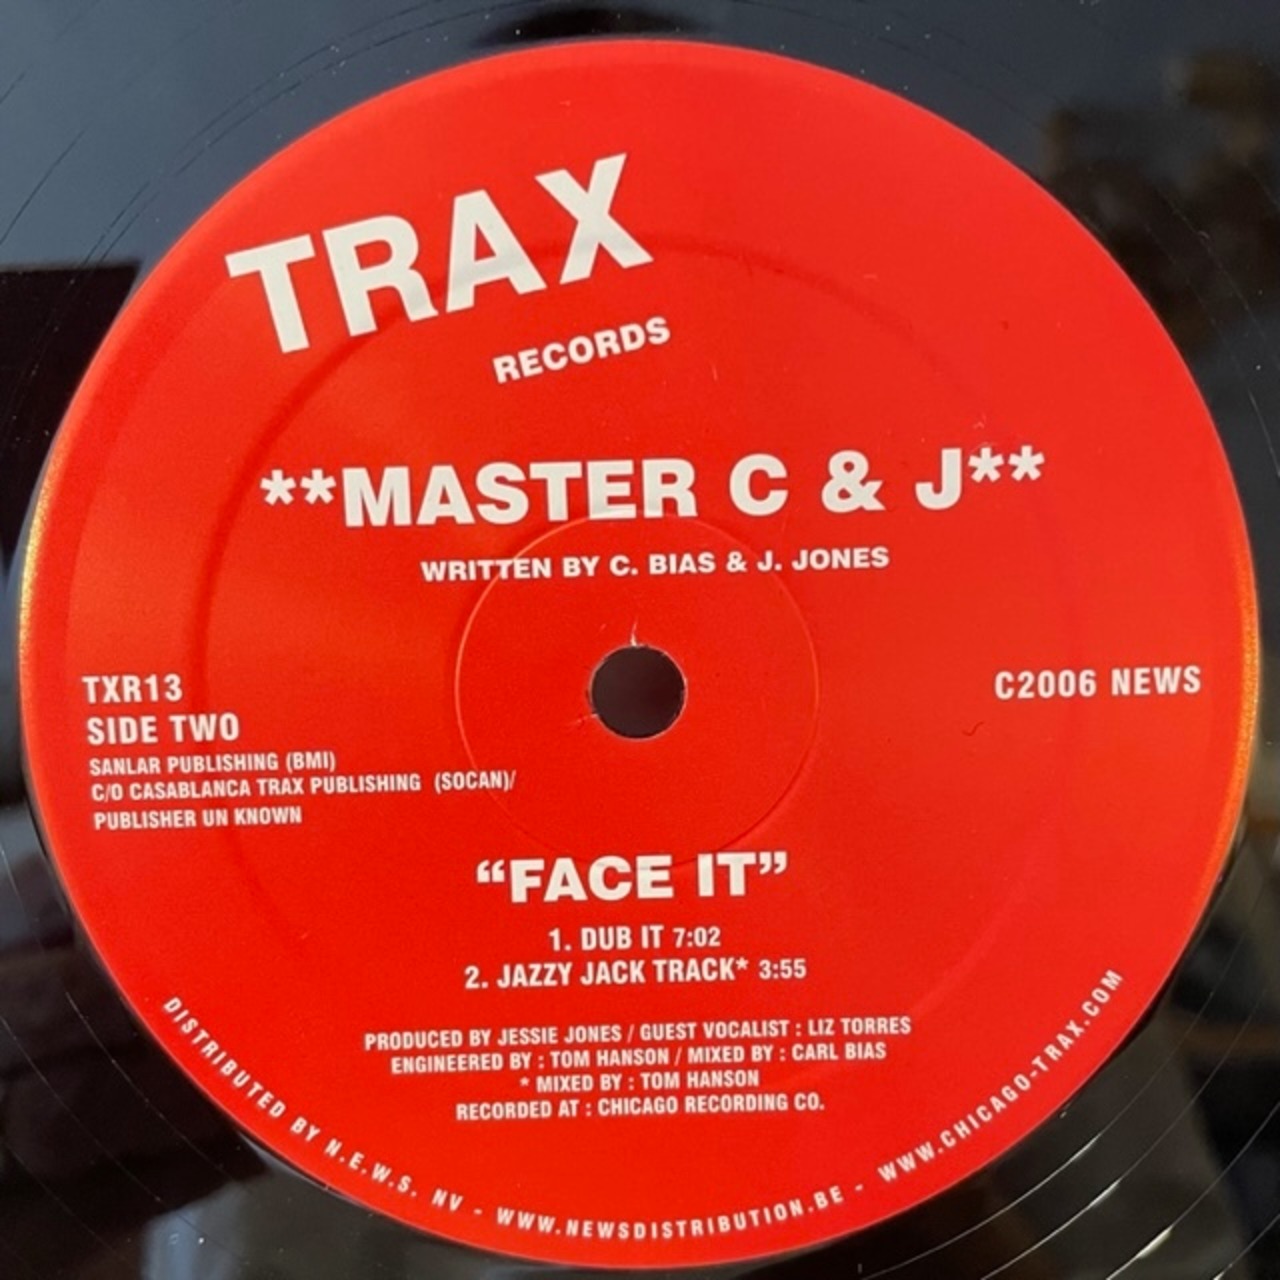 TRAX
RECORDS
**MASTER C & J**
WRITTEN BY C. BIAS & J. JONES
TXR13
SIDE TWO
SANLAR PUBLISHING (BMI)
C/O CASABLANCA TRAX PUBLISHING (SOCAN)/
PUBLISHER UN KNOWN
C2006 NEWS
“FACE IT”
1. DUB IT 7:02
2. JAZZY JACK TRACK* 3:55
PRODUCED BY JESSIE JONES / GUEST VOCALIST : LIZ TORRES
ENGINEERED BY : TOM HANSON / MIXED BY : CARL BIAS
* MIXED BY : TOM HANSON
RECORDED AT : CHICAGO RECORDING CO.
DISTRIBUTED BY N.E.W.S. NV - WWW.NEWSDISTRIBUTION.BE - WWW.CHICAGO-TRAX.COM